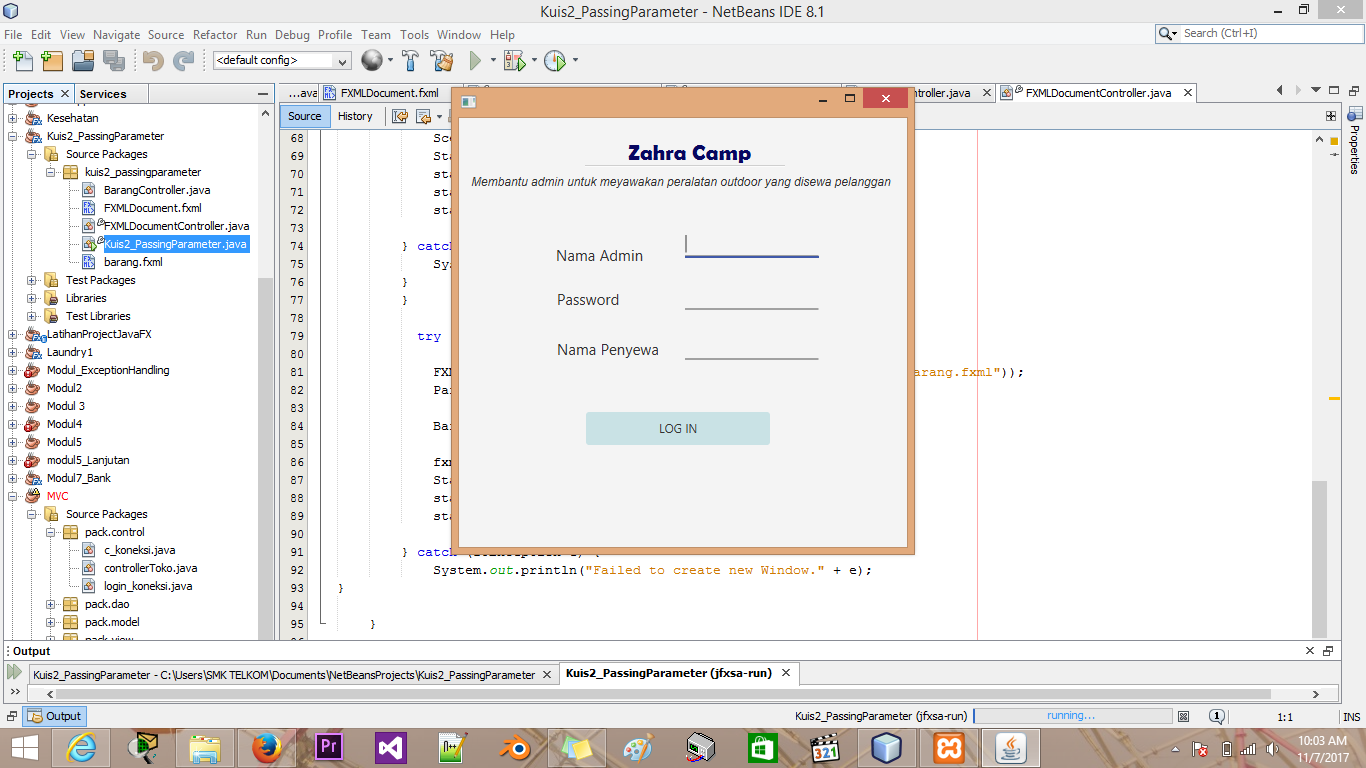 Kuis2_PassingParameter - NetBeans IDE 8.1
File Edit View Navigate Source Refactor Run Debug Profile Team Tools Window Help
Search (Ctrl+I)
<default config>
Projects
Services
...ava
FXMLDocument.fxml
ntroller.java
FXMLDocumentController.java
Source
History
Kesehatan
Kuis2_PassingParameter
Source Packages
kuis2_passingparameter
BarangController.java
FXMLDocument.fxml
FXMLDocumentController.java
Kuis2_PassingParameter.java
barang.fxml
Test Packages
Libraries
Test Libraries
LatihanProjectJavaFX
Laundry1
Modul_ExceptionHandling
Modul2
Modul 3
Modul4
Modul5
modul5_Lanjutan
Modul7_Bank
MVC
Source Packages
pack.control
c_koneksi.java
controllerToko.java
login_koneksi.java
pack.dao
pack.model
pack.view
68 Sce
69 Sta
70 sta
71 sta
72 sta
73
74 } catc
75 Sys
76 }
77 }
78
79 try
80
81 FXM arang.fxml"));
82 Par
83
84 Bar
85
86 fxm
87 Sta
88 sta
89 sta
90
91 } catch (IOException e) {
92 System.out.println("Failed to create new Window." + e);
93 }
94
95 }
Zahra Camp
Membantu admin untuk meyawakan peralatan outdoor yang disewa pelanggan
Nama Admin
Password
Nama Penyewa
LOG IN
Properties
Output
Kuis2_PassingParameter - C:\Users\SMK TELKOM\Documents\NetBeansProjects\Kuis2_PassingParameter
Kuis2_PassingParameter (jfxsa-run)
Output
Kuis2_PassingParameter (jfxsa-run)
running...
1
1:1
INS
Pr
n++
321
10:03 AM
11/7/2017